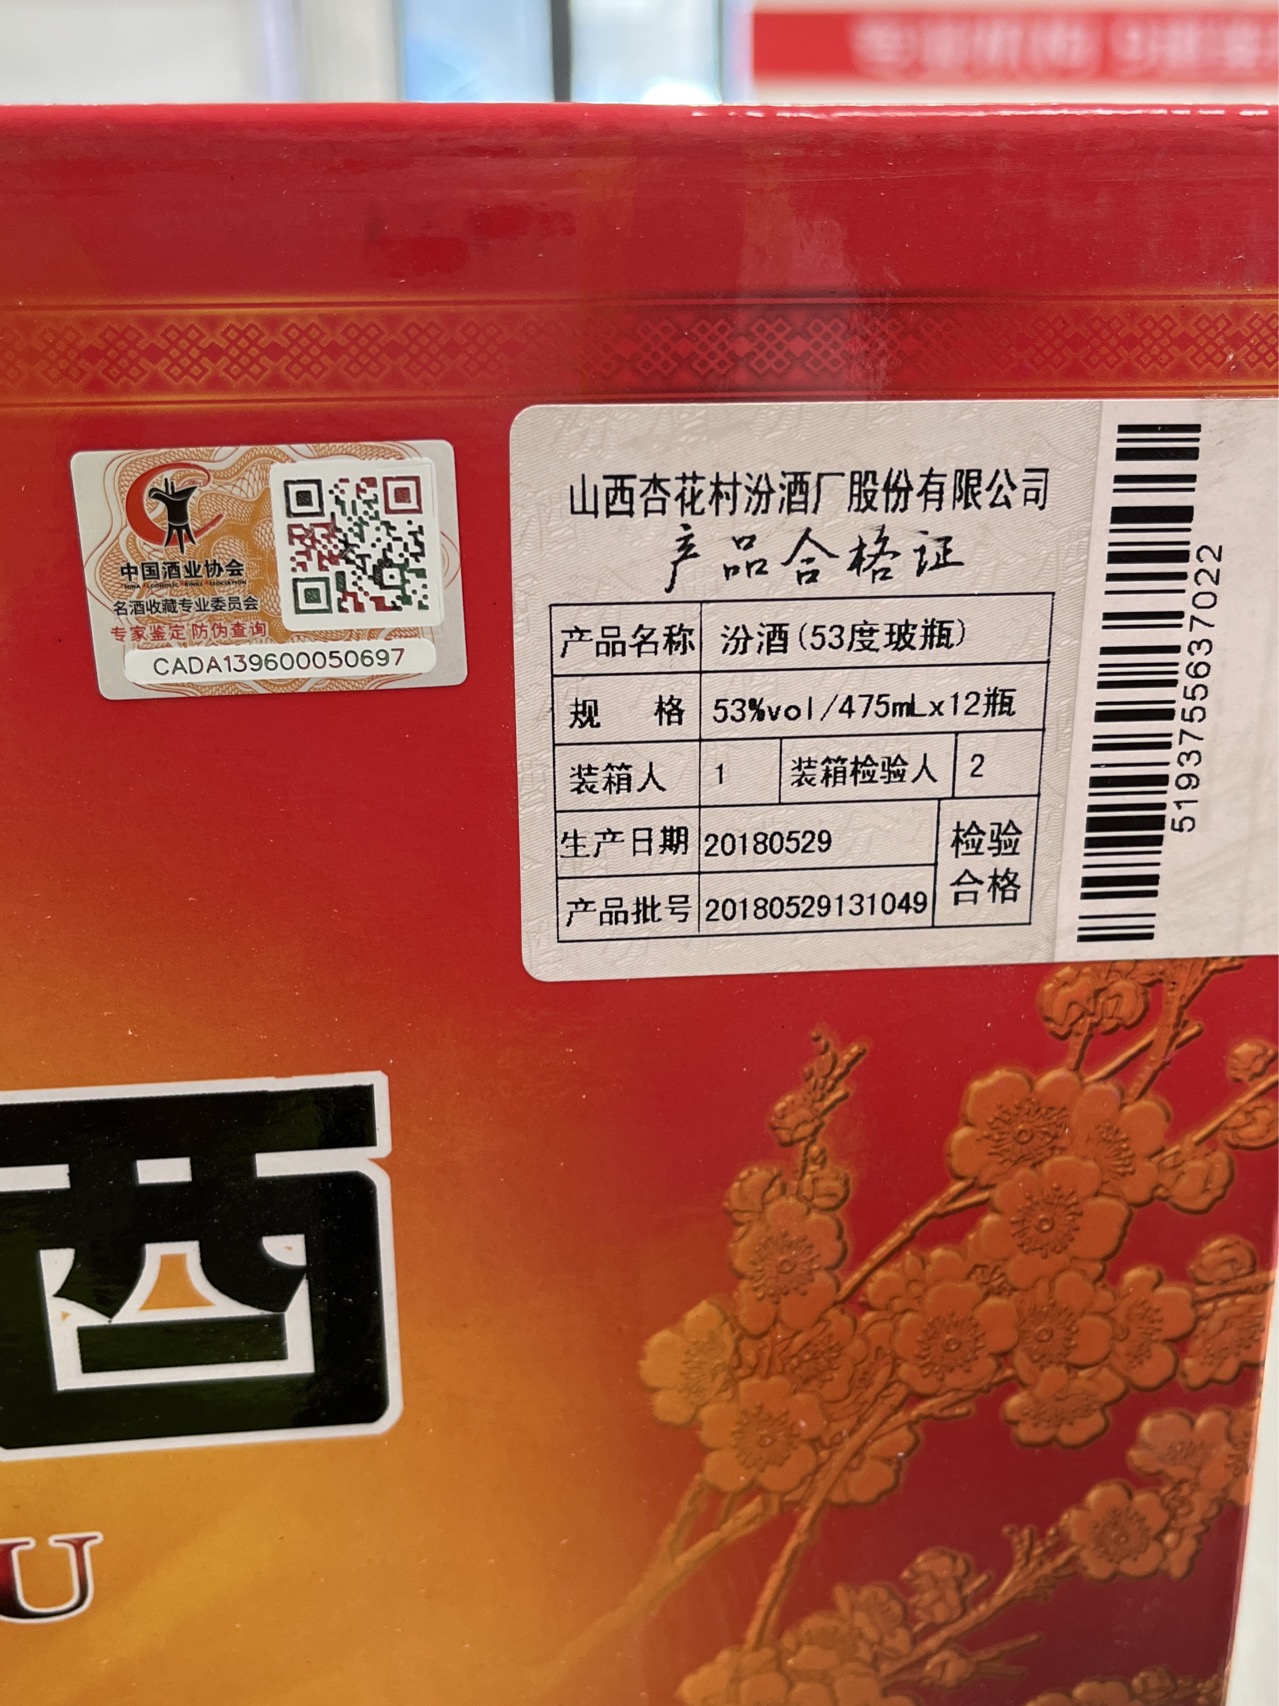 中国酒业协会
CHINA ALCOHOLIC DRINKS ASSOCIATION
名酒收藏专业委员会
专家鉴定 防伪查询
CADA139600050697
山西杏花村汾酒厂股份有限公司
产品合格证
产品名称 汾酒(53度玻瓶)
规 格 53%vol/475mLx12瓶
装箱人 1 装箱检验人 2
生产日期 20180529
检验合格
产品批号 20180529131049
5193755637022
U